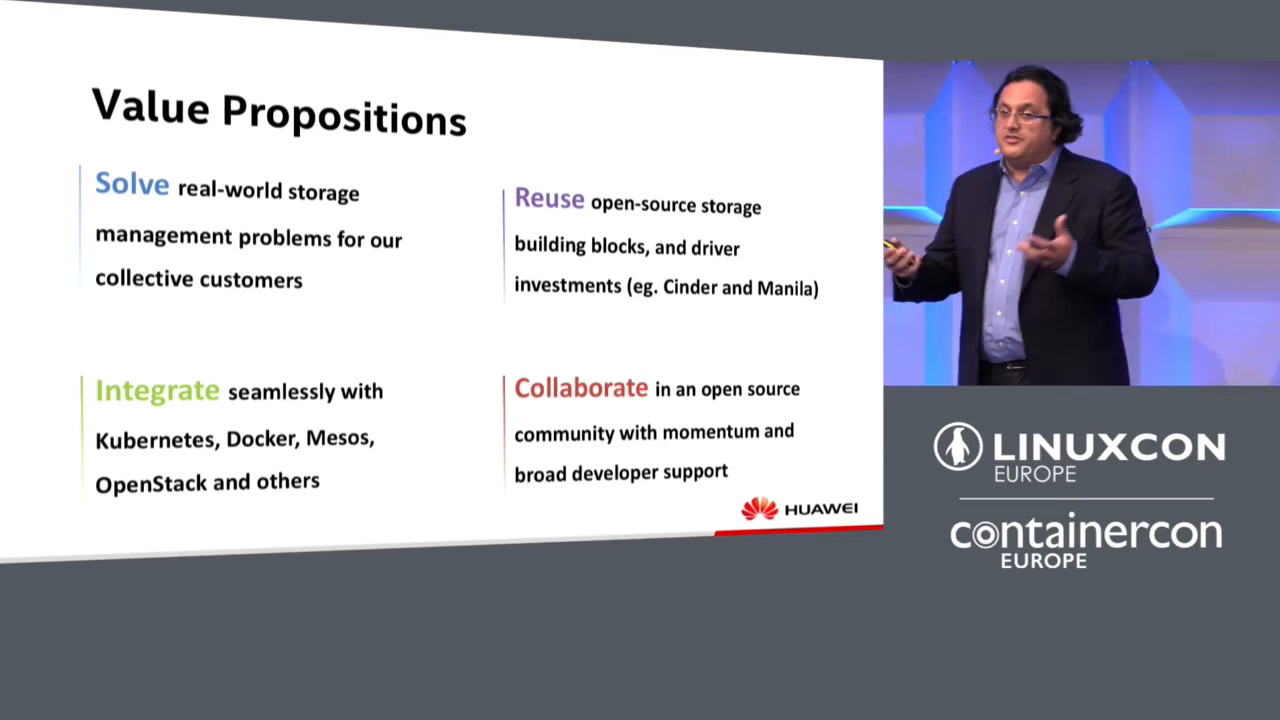 Value Propositions
Solve real-world storage
management problems for our
collective customers
Reuse open-source storage
building blocks, and driver
investments (eg. Cinder and Manila)
Integrate seamlessly with
Kubernetes, Docker, Mesos,
OpenStack and others
Collaborate in an open source
community with momentum and
broad developer support
HUAWEI
LINUXCON
EUROPE
containercon
EUROPE